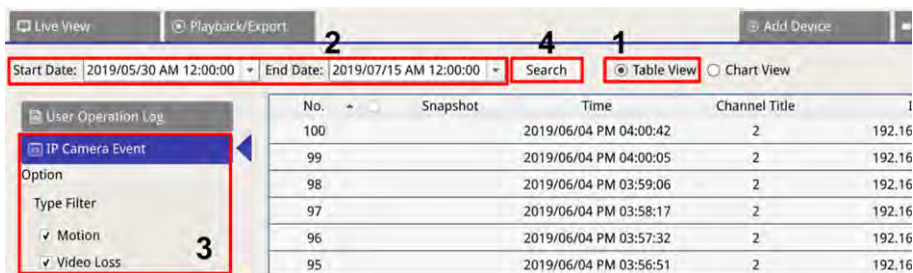 Live View Playback/Export Add Device
2 4 1
Start Date: 2019/05/30 AM 12:00:00 End Date: 2019/07/15 AM 12:00:00 Search Table View Chart View
User Operation Log
IP Camera Event
Option
Type Filter
Motion
Video Loss
3
No. Snapshot Time Channel Title I
100 2019/06/04 PM 04:00:42 2 192.16
99 2019/06/04 PM 04:00:05 2 192.16
98 2019/06/04 PM 03:59:06 2 192.16
97 2019/06/04 PM 03:58:17 2 192.16
96 2019/06/04 PM 03:57:32 2 192.16
95 2019/06/04 PM 03:56:51 2 192.16